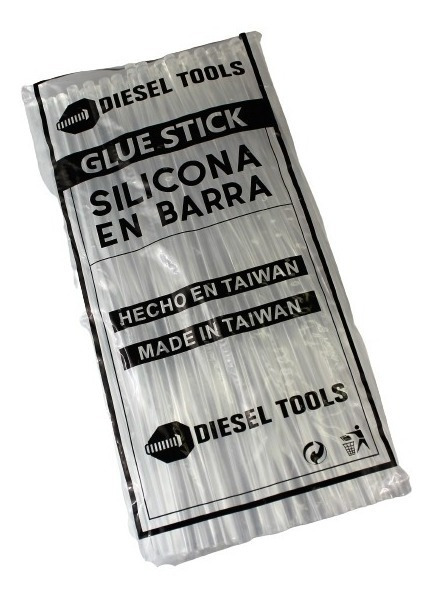 DIESEL TOOLS
GLUE STICK
SILICONA
EN BARRA
HECHO EN TAIWAN
MADE IN TAIWAN
DIESEL TOOLS